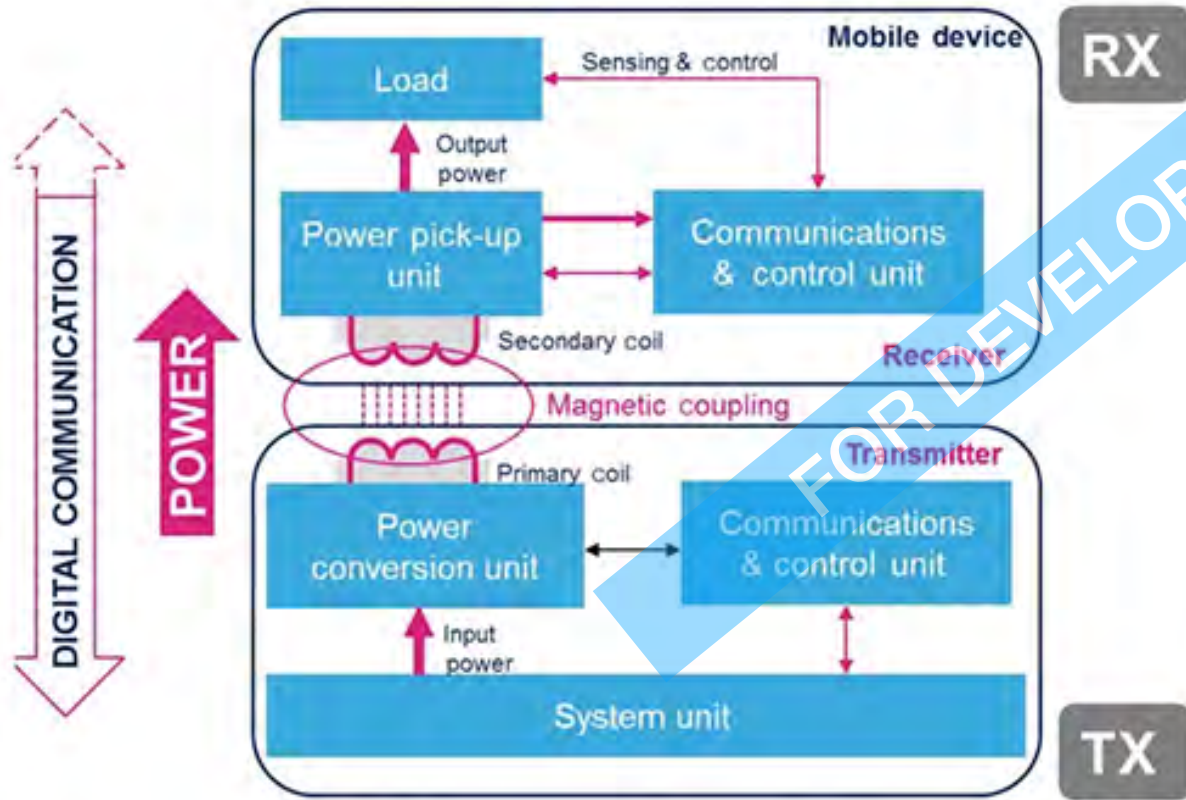 Mobile device
RX
Load
Sensing & control
Output
power
Power pick-up
unit
Communications
& control unit
Secondary coil
Receiver
Magnetic coupling
DIGITAL COMMUNICATION
POWER
Transmitter
Primary coil
Power
conversion unit
Communications
& control unit
Input
power
System unit
TX
FOR